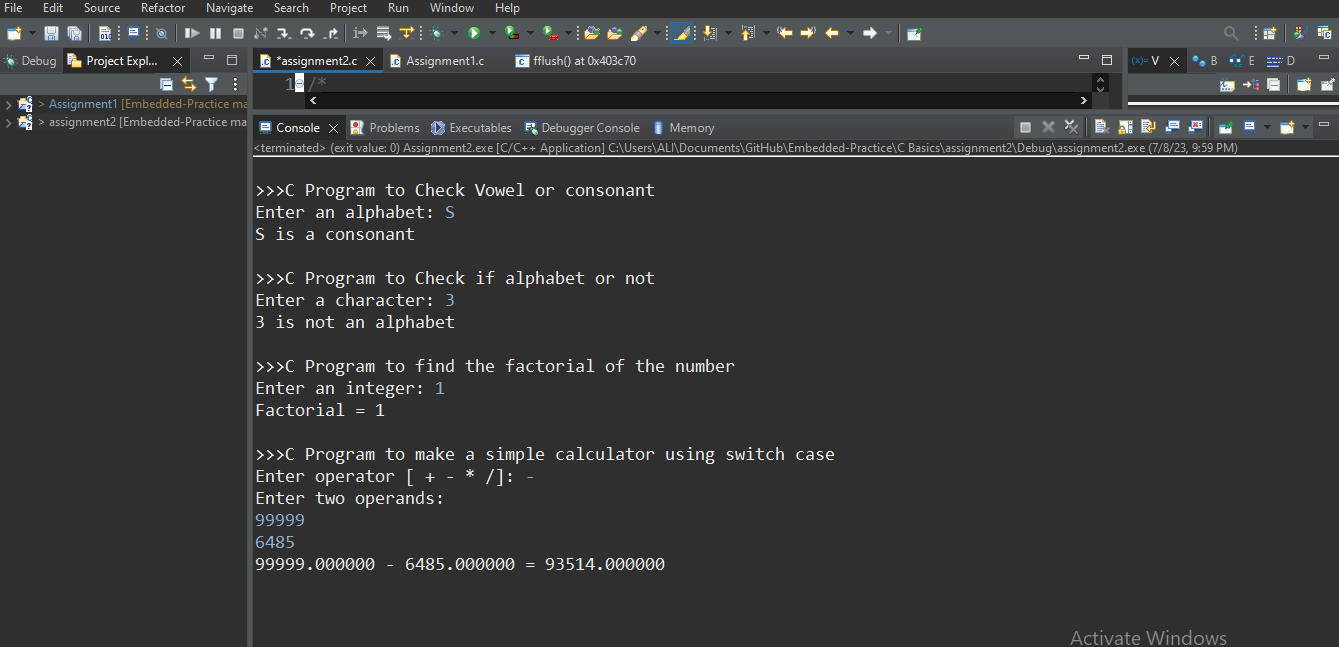 File Edit Source Refactor Navigate Search Project Run Window Help
Debug Project Expl... *assignment2.c Assignment1.c fflush() at 0x403c70 (x)= V B E D
1 /*
> Assignment1 [Embedded-Practice ma
> assignment2 [Embedded-Practice ma
Console Problems Executables Debugger Console Memory
<terminated> (exit value: 0) Assignment2.exe [C/C++ Application] C:\Users\ALI\Documents\GitHub\Embedded-Practice\C Basics\assignment2\Debug\assignment2.exe (7/8/23, 9:59 PM)
>>>C Program to Check Vowel or consonant
Enter an alphabet: S
S is a consonant
>>>C Program to Check if alphabet or not
Enter a character: 3
3 is not an alphabet
>>>C Program to find the factorial of the number
Enter an integer: 1
Factorial = 1
>>>C Program to make a simple calculator using switch case
Enter operator [ + - * /]: -
Enter two operands:
99999
6485
99999.000000 - 6485.000000 = 93514.000000
Activate Windows